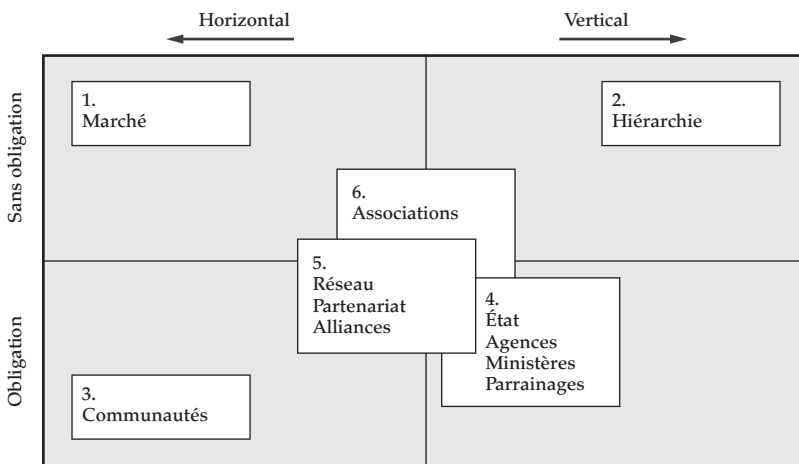 Horizontal
Vertical
Sans obligation
Obligation
1.
Marché
2.
Hiérarchie
6.
Associations
5.
Réseau
Partenariat
Alliances
4.
État
Agences
Ministères
Parrainages
3.
Communautés